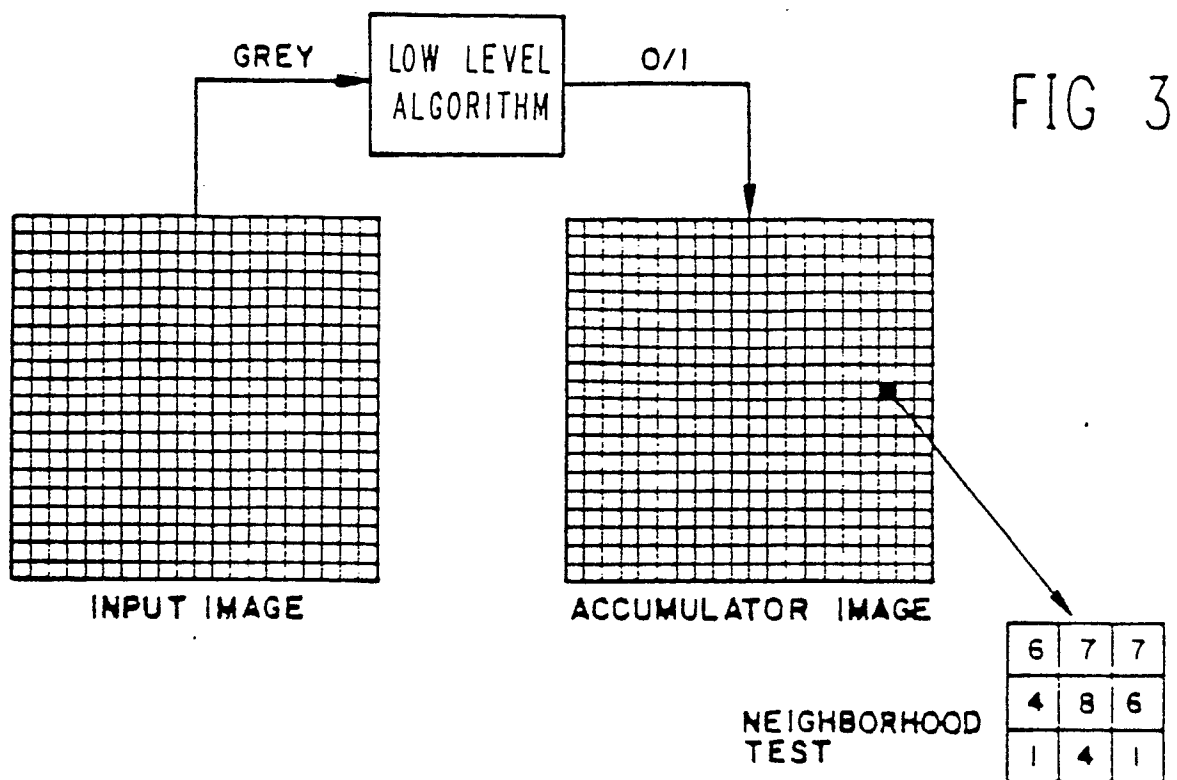 GREY
LOW LEVEL
ALGORITHM
0/1
FIG 3
INPUT IMAGE
ACCUMULATOR IMAGE
NEIGHBORHOOD
TEST
6 7 7
4 8 6
1 4 1